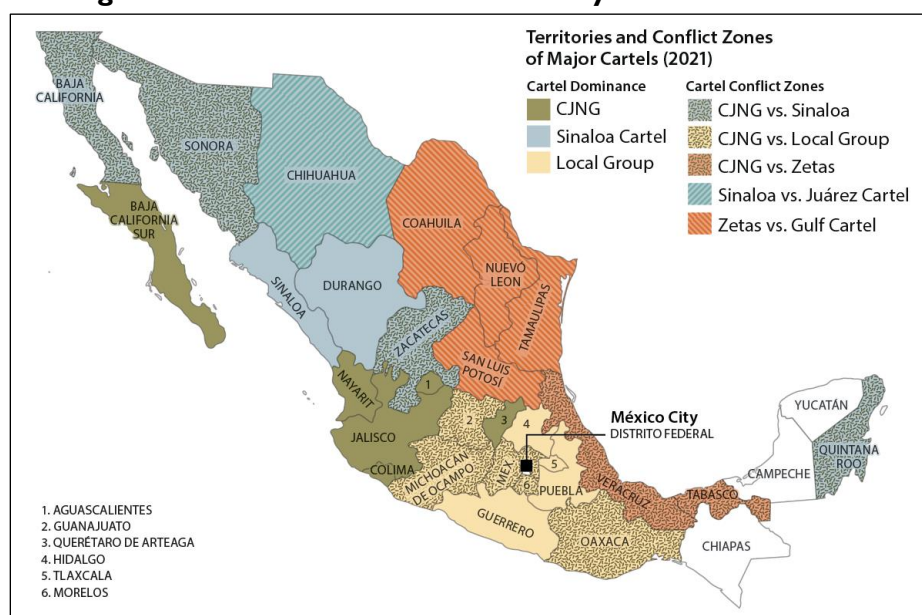 Territories and Conflict Zones
of Major Cartels (2021)
Cartel Dominance
CJNG
Sinaloa Cartel
Local Group
Cartel Conflict Zones
CJNG vs. Sinaloa
CJNG vs. Local Group
CJNG vs. Zetas
Sinaloa vs. Juárez Cartel
Zetas vs. Gulf Cartel
BAJA
CALIFORNIA
SONORA
CHIHUAHUA
BAJA
CALIFORNIA
SUR
COAHUILA
SINALOA
DURANGO
NUEVO
LEON
TAMAULIPAS
ZACATECAS
SAN LUIS
POTOSÍ
NAYARIT
1
2
3
4
México City
DISTRITO FEDERAL
JALISCO
COLIMA
MICHOACÁN
DE OCAMPO
MEX.
5
6
PUEBLA
VERACRUZ
TABASCO
YUCATÁN
QUINTANA
ROO
CAMPECHE
GUERRERO
OAXACA
CHIAPAS
1. AGUASCALIENTES
2. GUANAJUATO
3. QUERÉTARO DE ARTEAGA
4. HIDALGO
5. TLAXCALA
6. MORELOS